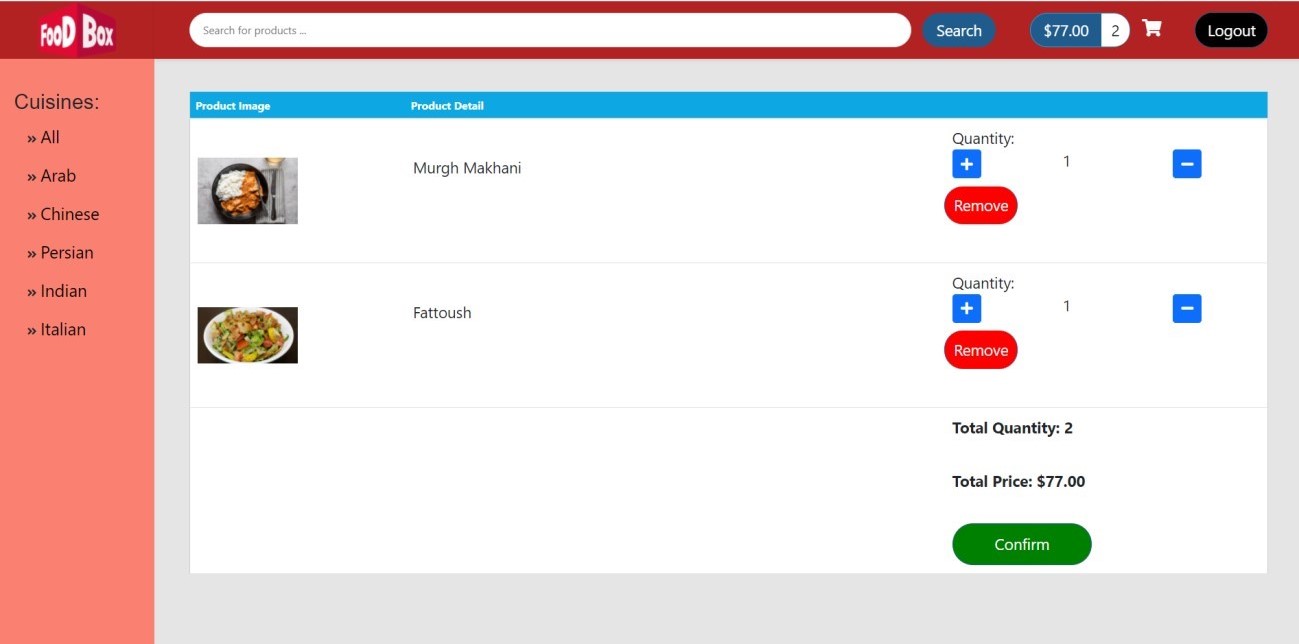 FooD Box
Search for products ...
Search
$77.00 2
Logout
Cuisines:
» All
» Arab
» Chinese
» Persian
» Indian
» Italian
Product Image Product Detail
Murgh Makhani
Quantity:
+ 1 −
Remove
Fattoush
Quantity:
+ 1 −
Remove
Total Quantity: 2
Total Price: $77.00
Confirm